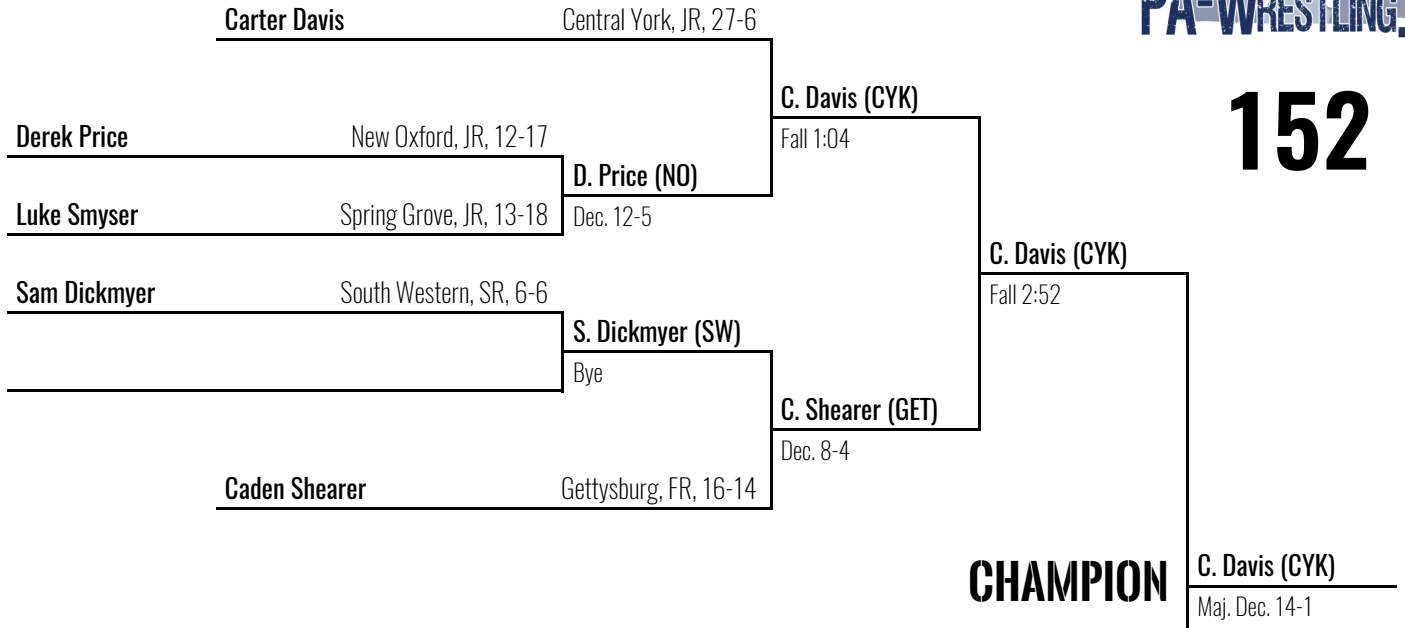 Carter Davis Central York, JR, 27-6
PA-WRESTLING.
C. Davis (CYK)
152
Derek Price New Oxford, JR, 12-17
Fall 1:04
D. Price (NO)
Luke Smyser Spring Grove, JR, 13-18
Dec. 12-5
C. Davis (CYK)
Sam Dickmyer South Western, SR, 6-6
Fall 2:52
S. Dickmyer (SW)
Bye
C. Shearer (GET)
Dec. 8-4
Caden Shearer Gettysburg, FR, 16-14
CHAMPION
C. Davis (CYK)
Maj. Dec. 14-1